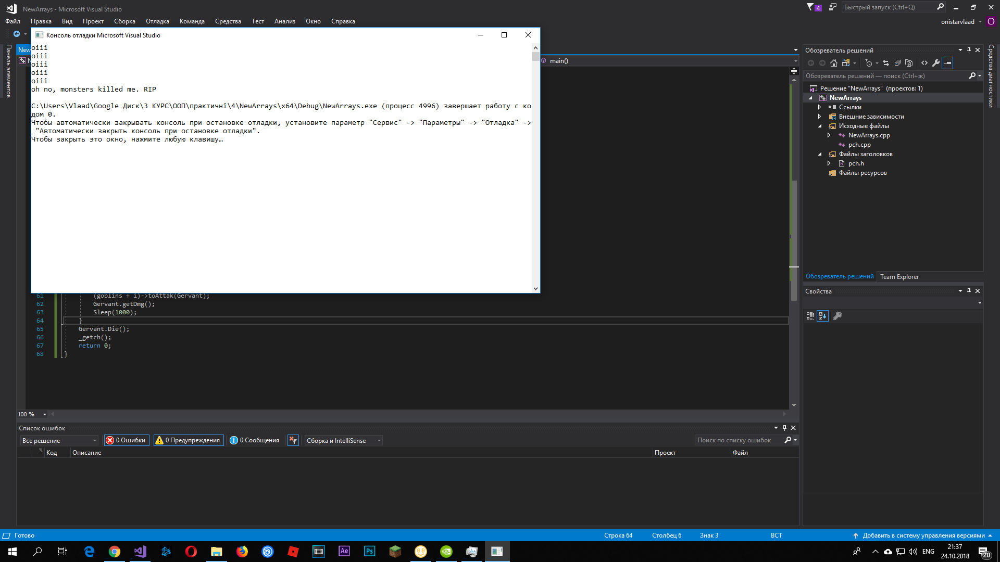 NewArrays - Microsoft Visual Studio
4
Быстрый запуск (Ctrl+Q)
Файл Правка Вид Проект Сборка Отладка Команда Средства Тест Анализ Окно Справка
onistarvlaad
O
Панель элементов
New
Консоль отладки Microsoft Visual Studio
oiii
oiii
oiii
oiii
oiii
oh no, monsters killed me. RIP
C:\Users\Vlaad\Google Диск\3 КУРС\ООП\практичні\4\NewArrays\x64\Debug\NewArrays.exe (процесс 4996) завершает работу с ко
дом 0.
Чтобы автоматически закрывать консоль при остановке отладки, установите параметр "Сервис" -> "Параметры" -> "Отладка" ->
"Автоматически закрыть консоль при остановке отладки".
Чтобы закрыть это окно, нажмите любую клавишу…
main()
61 (goblins + i)->toAttak(Gervant);
62 Gervant.getDmg();
63 Sleep(1000);
64 }
65 Gervant.Die();
66 _getch();
67 return 0;
68 }
100 %
Обозреватель решений
Обозреватель решений — поиск (Ctrl+ж)
Решение "NewArrays" (проектов: 1)
NewArrays
Ссылки
Внешние зависимости
Исходные файлы
NewArrays.cpp
pch.cpp
Файлы заголовков
pch.h
Файлы ресурсов
Обозреватель решений Team Explorer
Свойства
Средства диагностики
Список ошибок
Все решение 0 Ошибки 0 Предупреждения 0 Сообщения Сборка и IntelliSense Поиск по списку ошибок
Код Описание Проект Файл
Готово Строка 64 Столбец 6 Знак 3 ВСТ Добавить в систему управления версиями
Ae Ps
ENG
21:37
24.10.2018
20